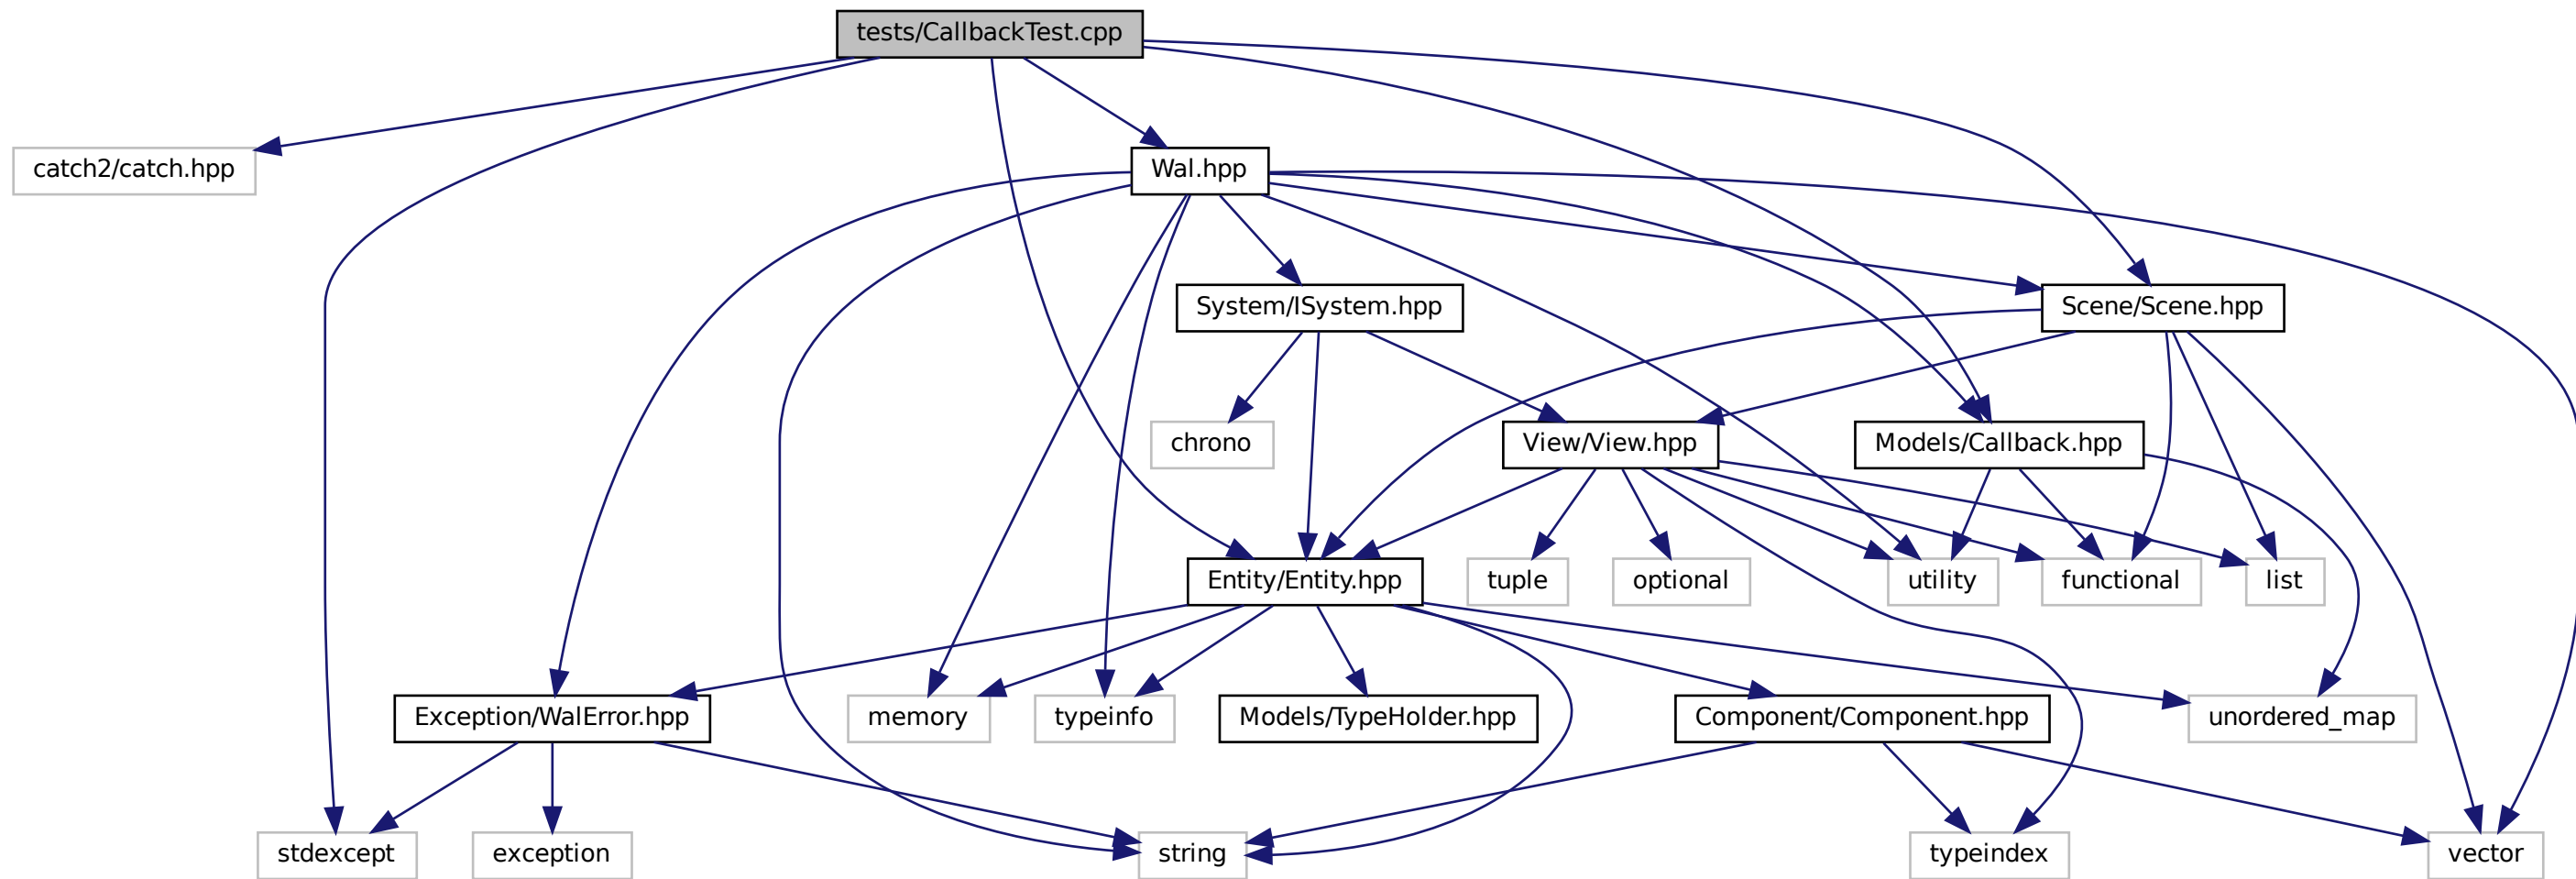 tests/CallbackTest.cpp
catch2/catch.hpp
Wal.hpp
System/ISystem.hpp
Scene/Scene.hpp
chrono
View/View.hpp
Models/Callback.hpp
Entity/Entity.hpp
tuple
optional
utility
functional
list
Exception/WalError.hpp
memory
typeinfo
Models/TypeHolder.hpp
Component/Component.hpp
unordered_map
stdexcept
exception
string
typeindex
vector